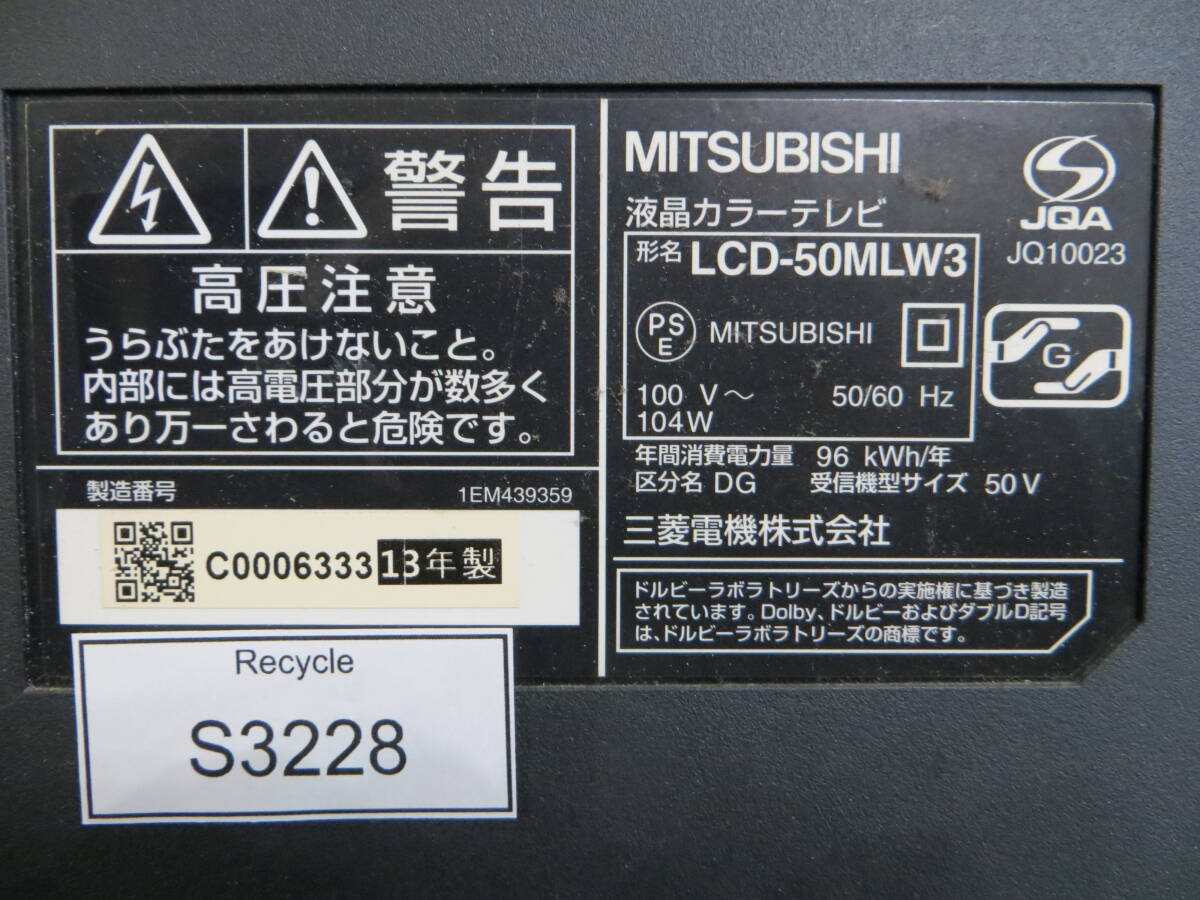 警告
高圧注意
うらぶたをあけないこと。
内部には高電圧部分が数多く
あり万一さわると危険です。
製造番号 1EM439359
C0006333 13年製
Recycle
S3228
MITSUBISHI
液晶カラーテレビ
形名 LCD-50MLW3
PS
E
MITSUBISHI
100 V～ 50/60 Hz
104W
年間消費電力量 96 kWh/年
区分名 DG 受信機型サイズ 50V
三菱電機株式会社
ドルビーラボラトリーズからの実施権に基づき製造
されています。Dolby、ドルビーおよびダブルD記号
は、ドルビーラボラトリーズの商標です。
JQA
JQ10023
G